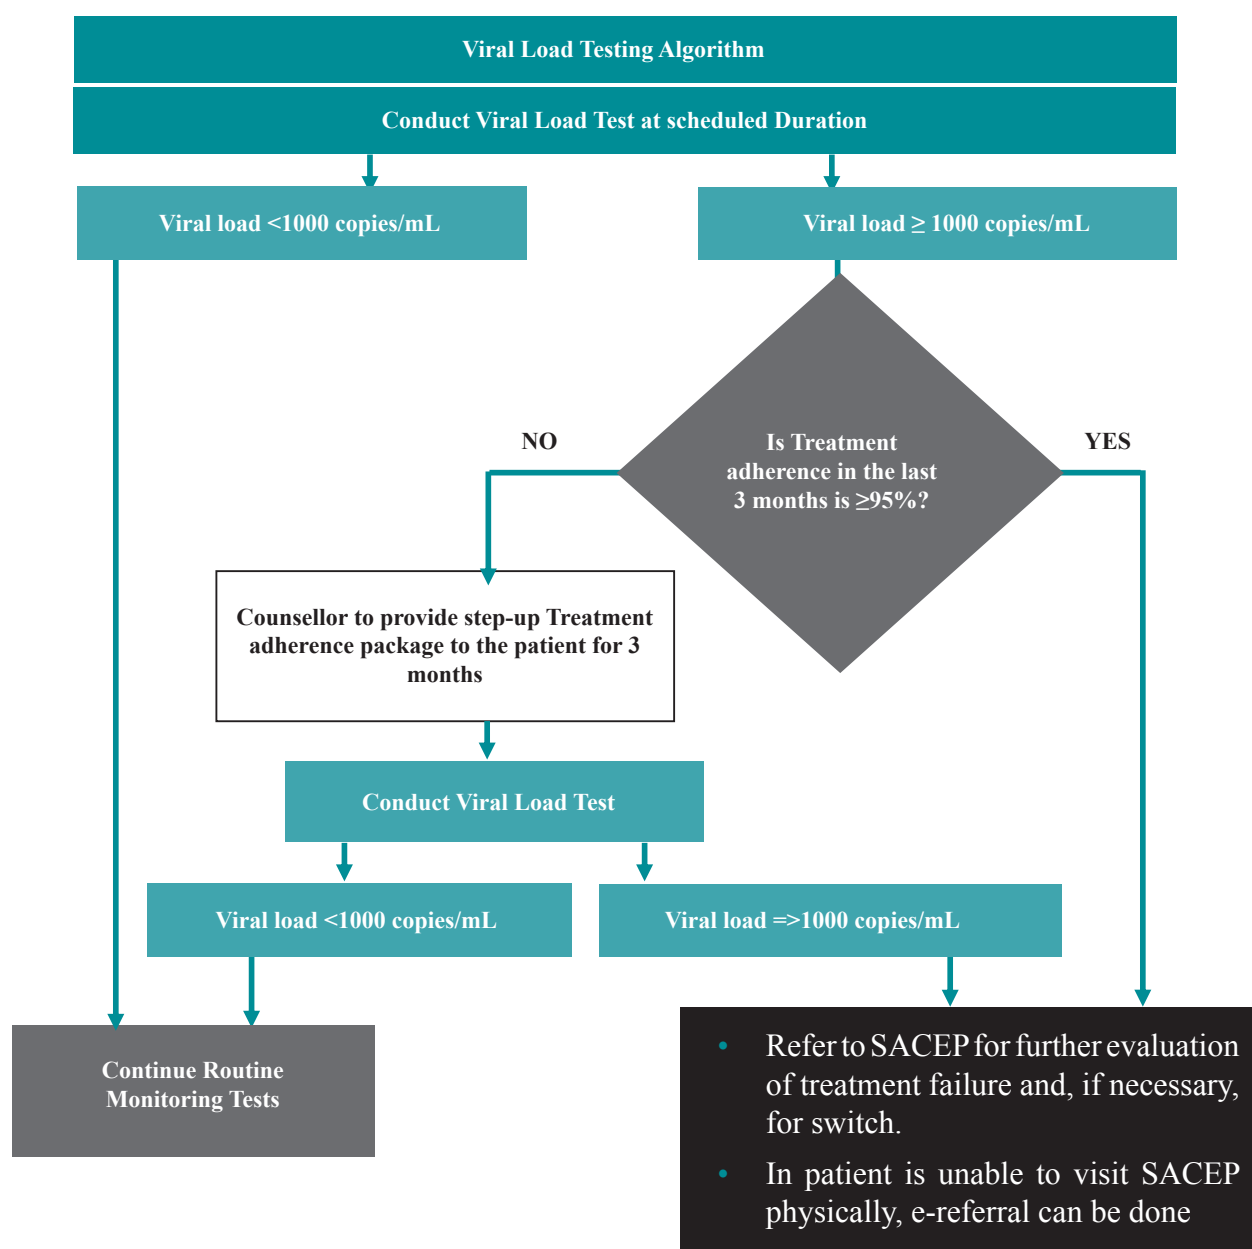 Viral Load Testing Algorithm
Conduct Viral Load Test at scheduled Duration
Viral load <1000 copies/mL
Viral load ≥ 1000 copies/mL
NO
Is Treatment
adherence in the last
3 months is ≥95%?
YES
Counsellor to provide step-up Treatment
adherence package to the patient for 3
months
Conduct Viral Load Test
Viral load <1000 copies/mL
Viral load =>1000 copies/mL
Continue Routine
Monitoring Tests
• Refer to SACEP for further evaluation
of treatment failure and, if necessary,
for switch.
• In patient is unable to visit SACEP
physically, e-referral can be done